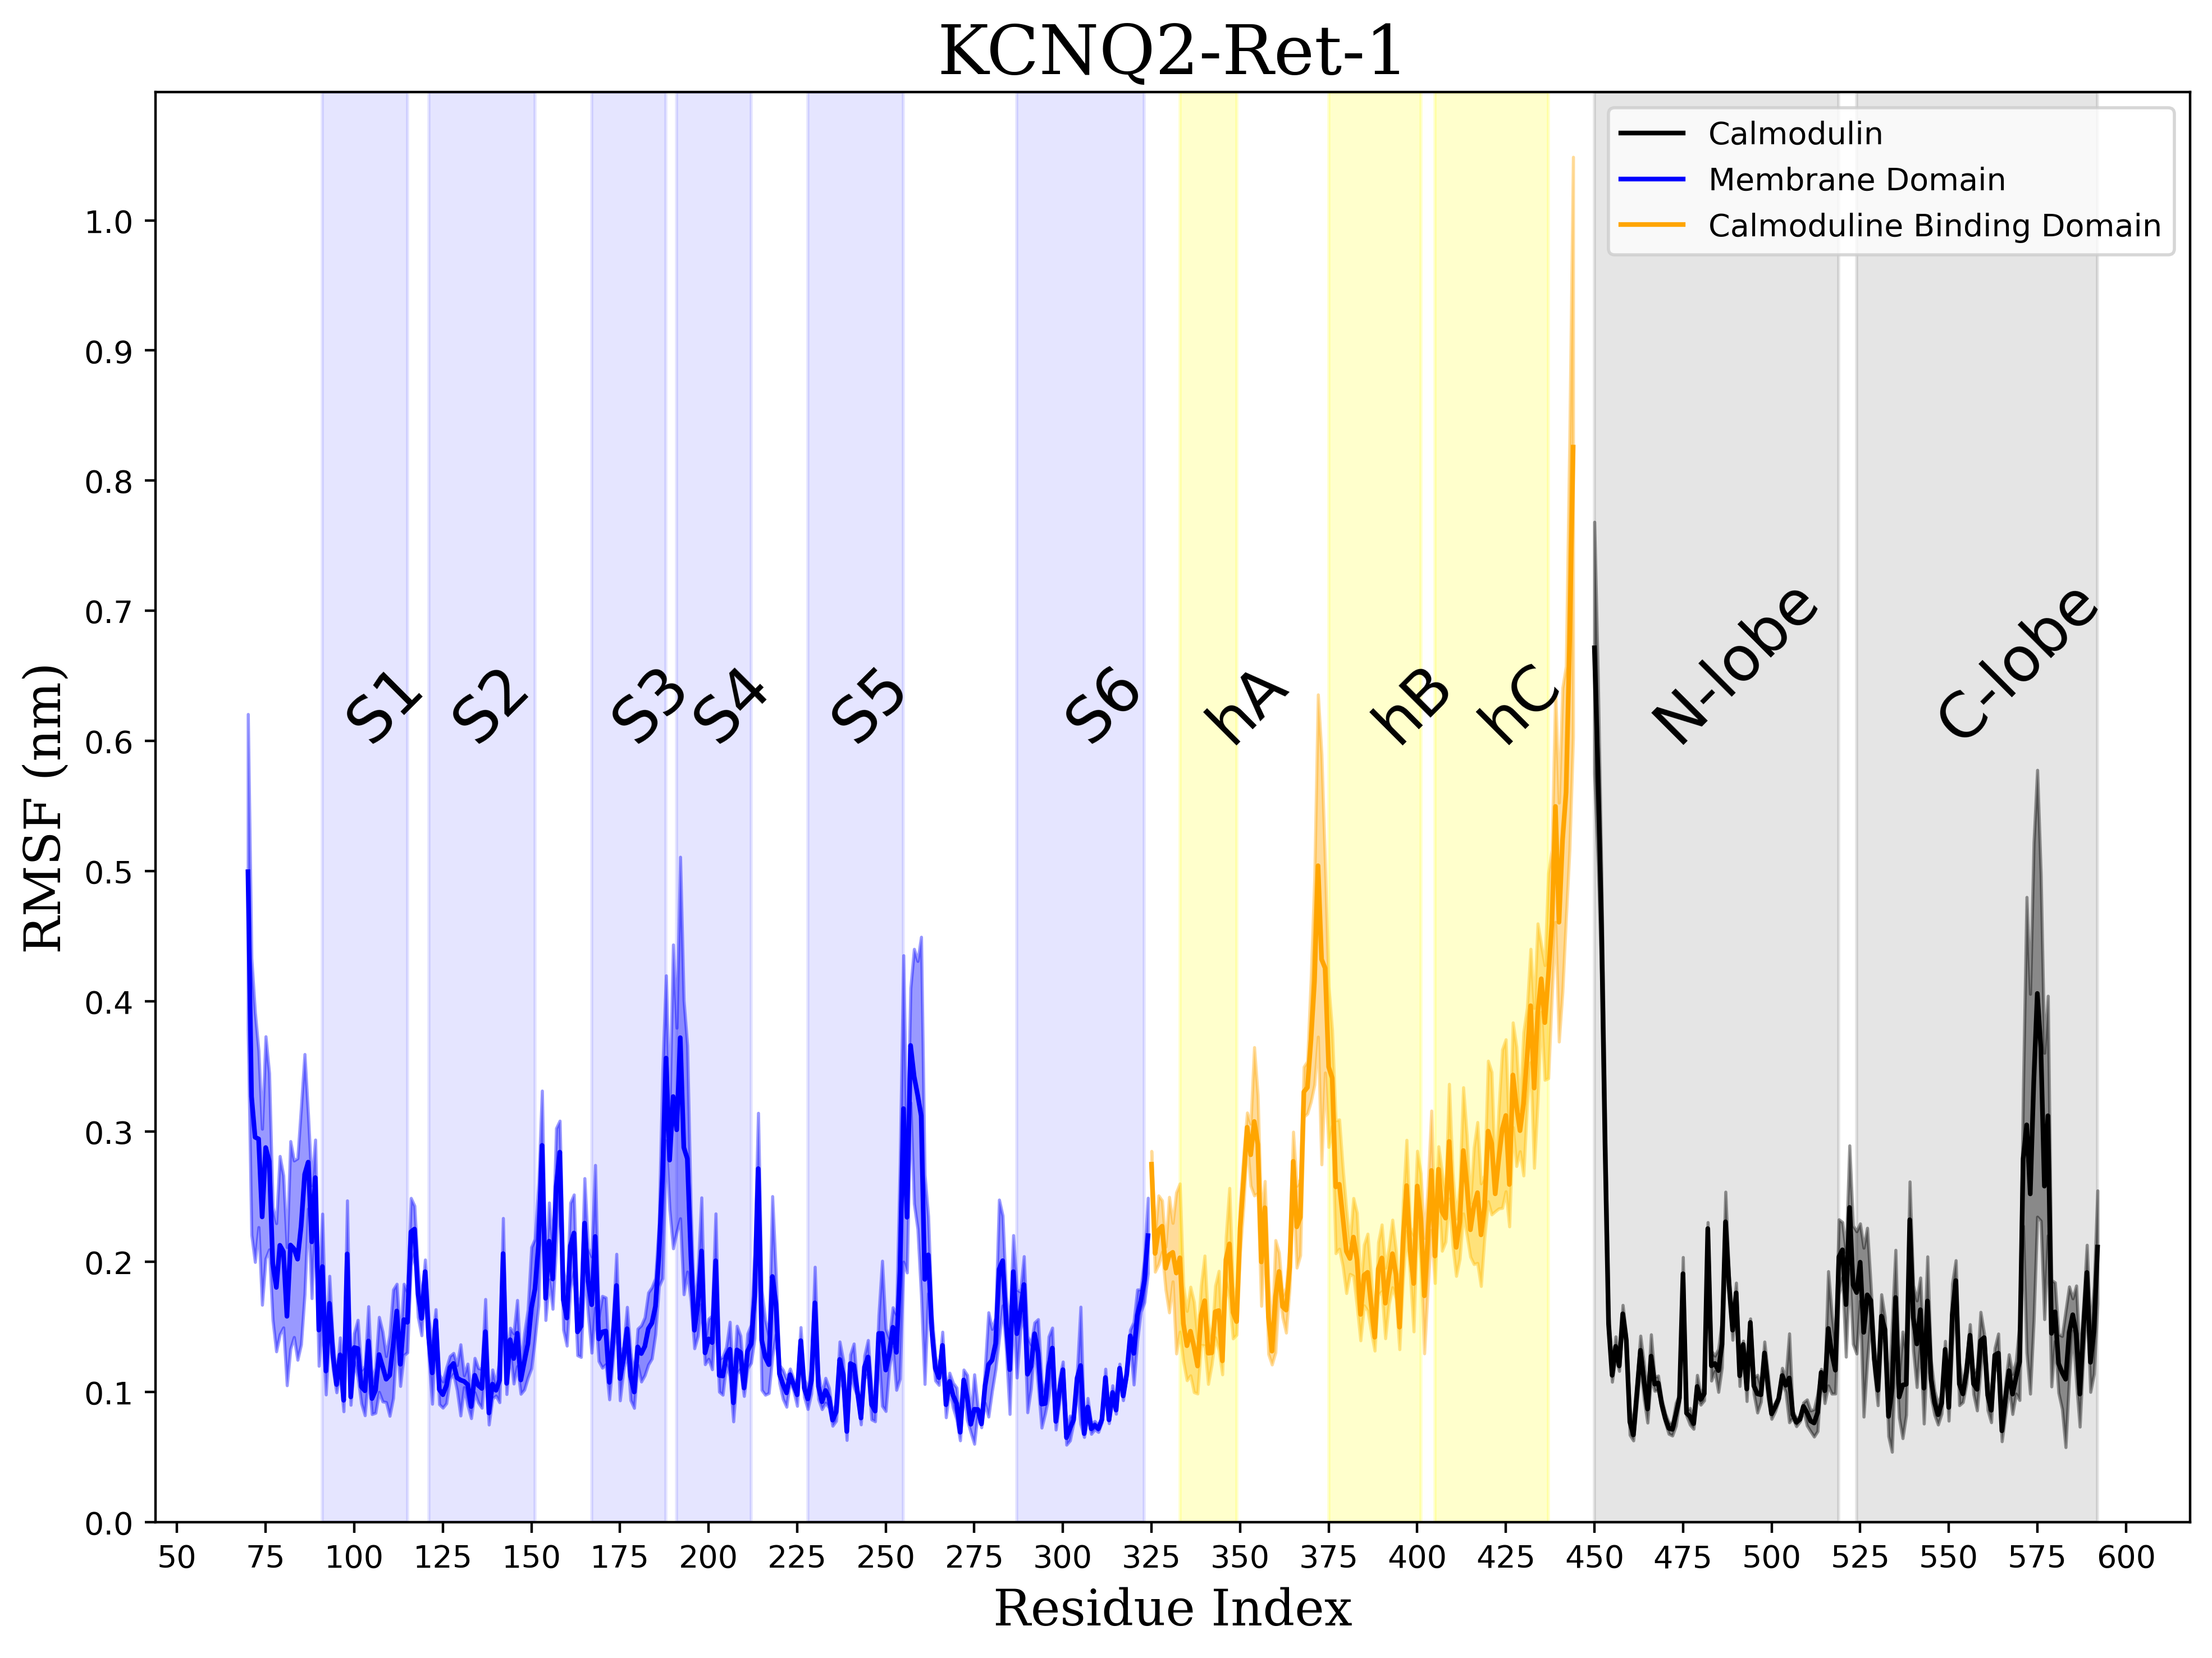 KCNQ2-Ret-1
Calmodulin
Membrane Domain
Calmoduline Binding Domain
1.0
0.9
0.8
0.7
0.6
0.5
0.4
0.3
0.2
0.1
0.0
RMSF (nm)
S1 S2 S3 S4 S5 S6 hA hB hC N-lobe C-lobe
50 75 100 125 150 175 200 225 250 275 300 325 350 375 400 425 450 475 500 525 550 575 600
Residue Index